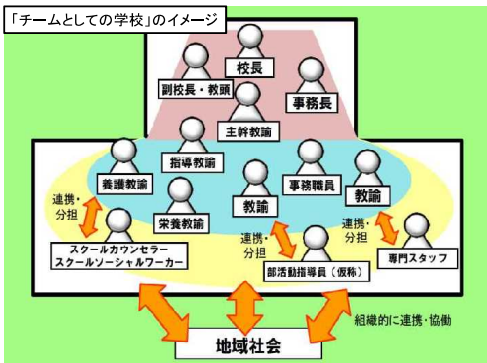 「チームとしての学校」のイメージ
校長
副校長・教頭
事務長
主幹教諭
指導教諭
養護教諭
事務職員
教諭
栄養教諭
教諭
連携・
分担
連携・
分担
連携・
分担
スクールカウンセラー
スクールソーシャルワーカー
部活動指導員（仮称）
専門スタッフ
組織的に連携・協働
地域社会